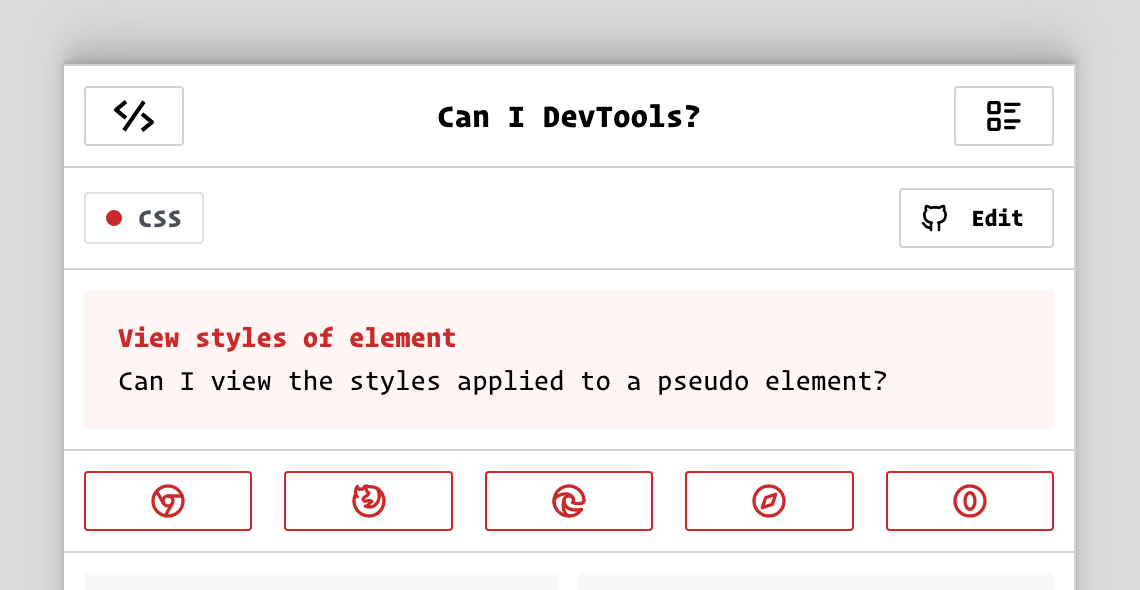 Can I DevTools?
CSS
Edit
View styles of element
Can I view the styles applied to a pseudo element?